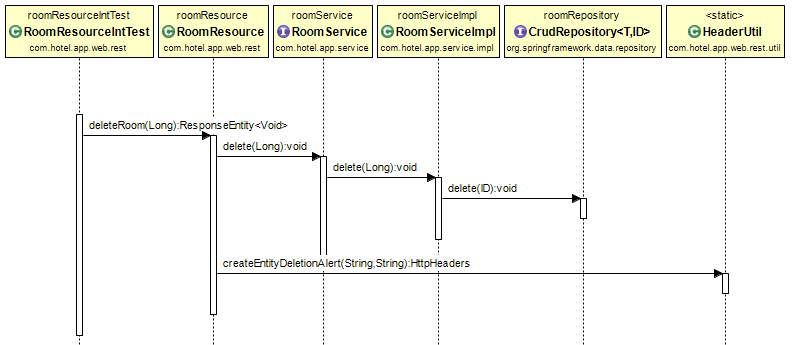 roomResourceIntTest
C RoomResourceIntTest
com.hotel.app.web.rest
roomResource
C RoomResource
com.hotel.app.web.rest
roomService
I RoomService
com.hotel.app.service
roomServiceImpl
C RoomServiceImpl
com.hotel.app.service.impl
roomRepository
I CrudRepository<T,ID>
org.springframework.data.repository
<static>
C HeaderUtil
com.hotel.app.web.rest.util
deleteRoom(Long):ResponseEntity<Void>
delete(Long):void
delete(Long):void
delete(ID):void
createEntityDeletionAlert(String,String):HttpHeaders